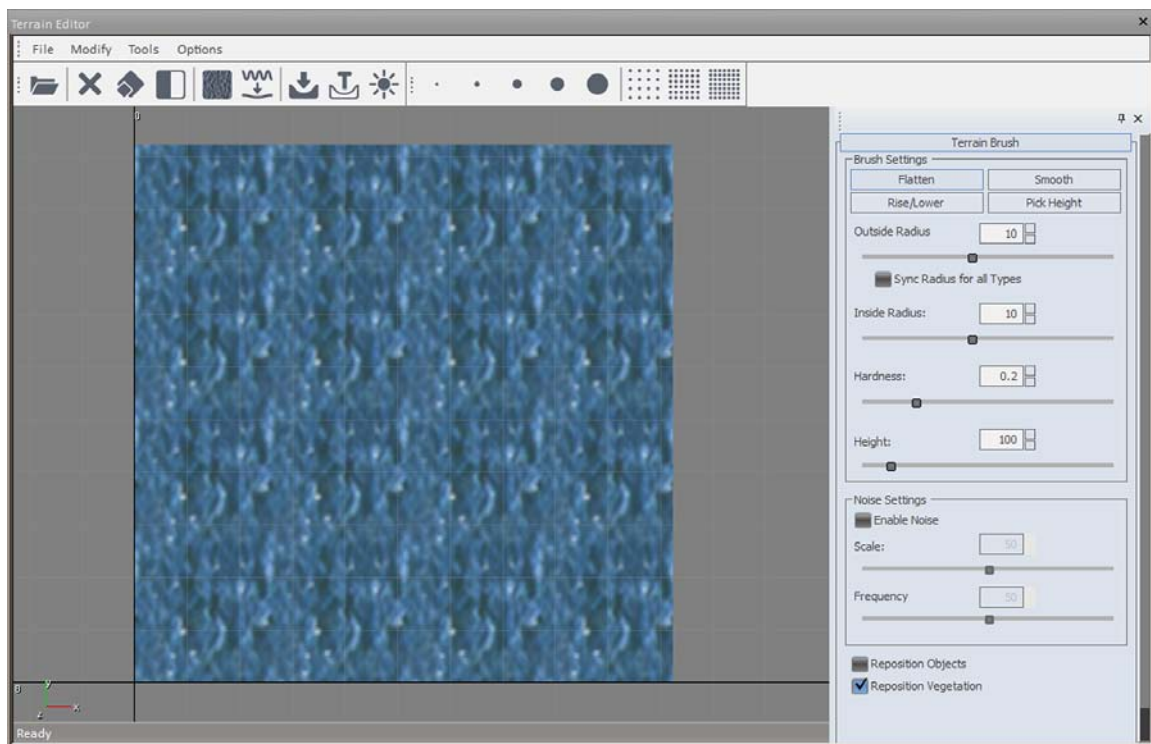 Terrain Editor
File Modify Tools Options
0
Terrain Brush
Brush Settings
Flatten Smooth
Rise/Lower Pick Height
Outside Radius 10
Sync Radius for all Types
Inside Radius: 10
Hardness: 0.2
Height: 100
Noise Settings
Enable Noise
Scale: 50
Frequency 50
Reposition Objects
Reposition Vegetation
0
y
z x
Ready